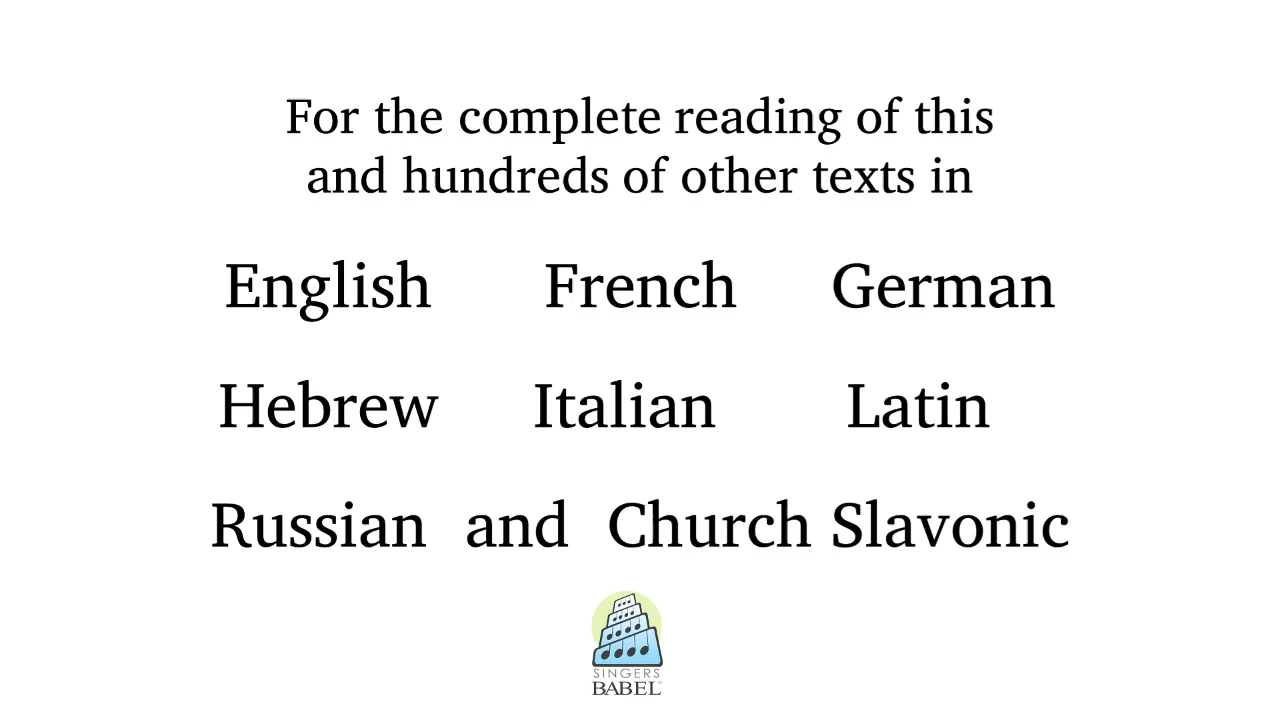 For the complete reading of this
and hundreds of other texts in
English French German
Hebrew Italian Latin
Russian and Church Slavonic
SINGERS
BABEL